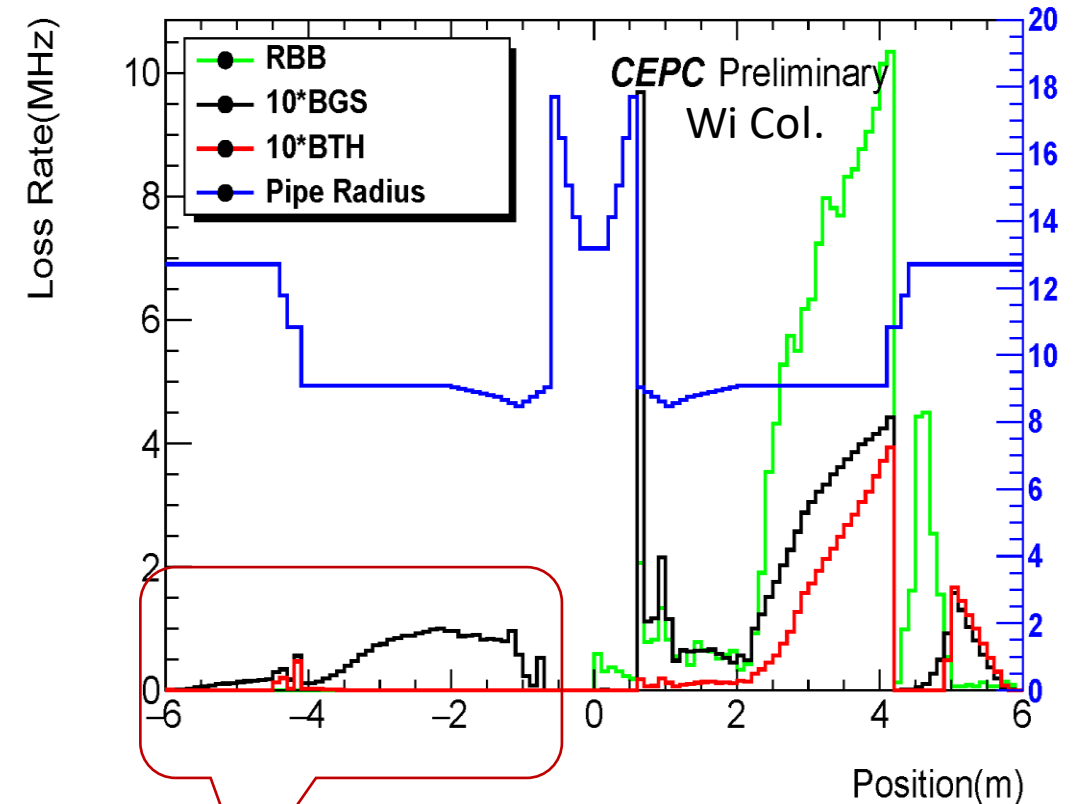 Loss Rate(MHz)
10
8
6
4
2
0
RBB
10*BGS
10*BTH
Pipe Radius
CEPC Preliminary
Wi Col.
20
18
16
14
12
10
8
6
4
2
0
−6 −4 −2 0 2 4 6
Position(m)